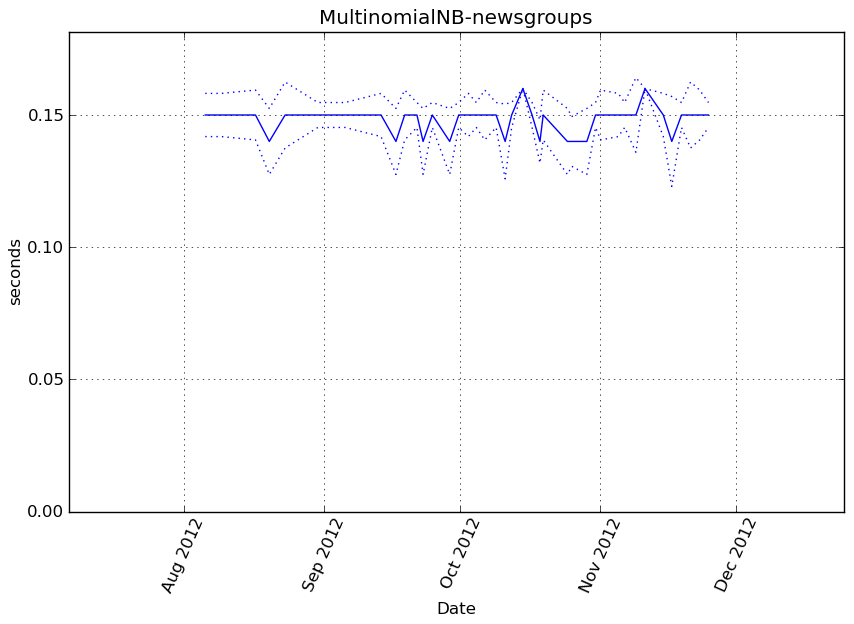 MultinomialNB-newsgroups
0.15
0.10
0.05
0.00
seconds
Aug 2012
Sep 2012
Oct 2012
Nov 2012
Dec 2012
Date